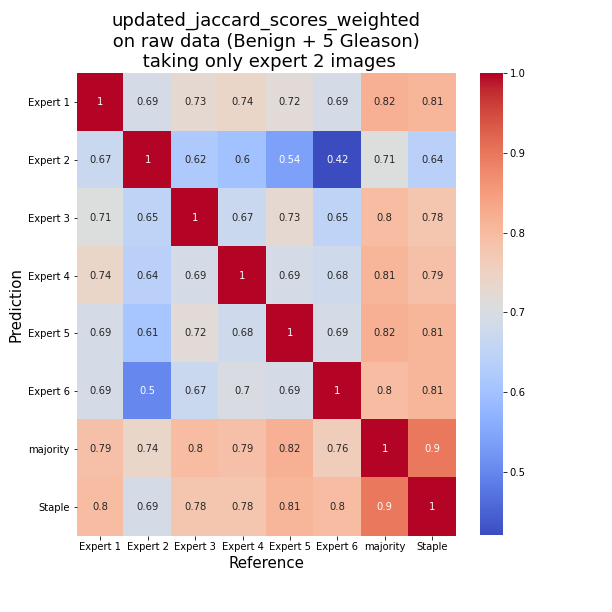 updated_jaccard_scores_weighted
on raw data (Benign + 5 Gleason)
taking only expert 2 images
Prediction
Expert 1 1 0.69 0.73 0.74 0.72 0.69 0.82 0.81
Expert 2 0.67 1 0.62 0.6 0.54 0.42 0.71 0.64
Expert 3 0.71 0.65 1 0.67 0.73 0.65 0.8 0.78
Expert 4 0.74 0.64 0.69 1 0.69 0.68 0.81 0.79
Expert 5 0.69 0.61 0.72 0.68 1 0.69 0.82 0.81
Expert 6 0.69 0.5 0.67 0.7 0.69 1 0.8 0.81
majority 0.79 0.74 0.8 0.79 0.82 0.76 1 0.9
Staple 0.8 0.69 0.78 0.78 0.81 0.8 0.9 1
Expert 1 Expert 2 Expert 3 Expert 4 Expert 5 Expert 6 majority Staple
Reference
1.0
0.9
0.8
0.7
0.6
0.5